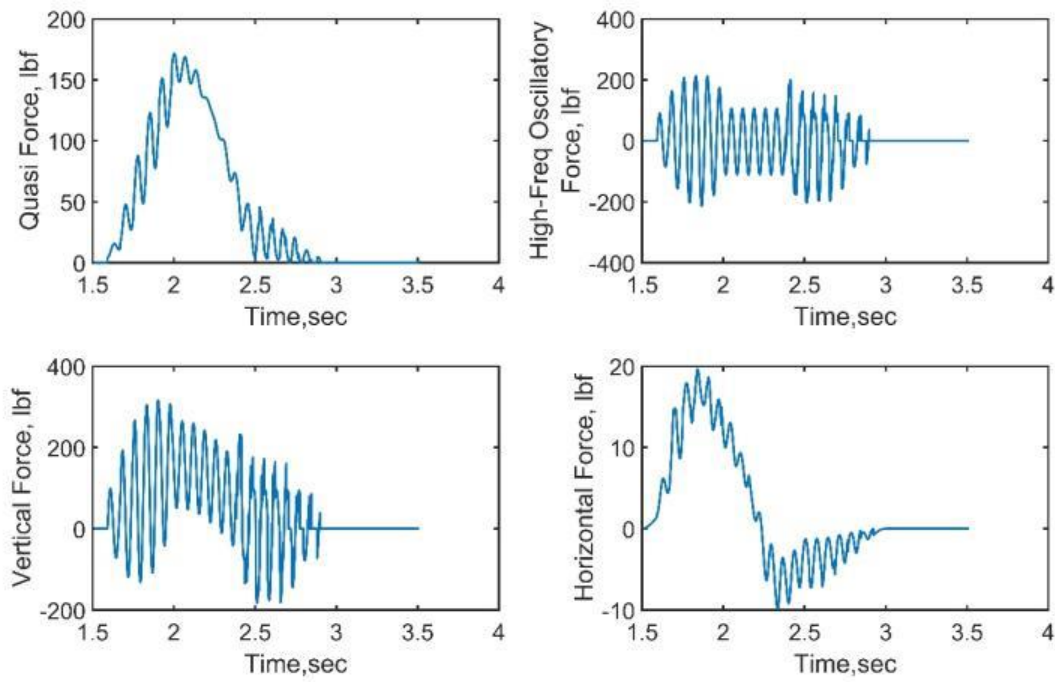 Quasi Force, lbf
200
150
100
50
0
1.5 2 2.5 3 3.5 4
Time,sec
High-Freq Oscillatory
Force, lbf
400
200
0
-200
-400
1.5 2 2.5 3 3.5 4
Time,sec
Vertical Force, lbf
400
200
0
-200
1.5 2 2.5 3 3.5 4
Time,sec
Horizontal Force, lbf
20
10
0
-10
1.5 2 2.5 3 3.5 4
Time,sec